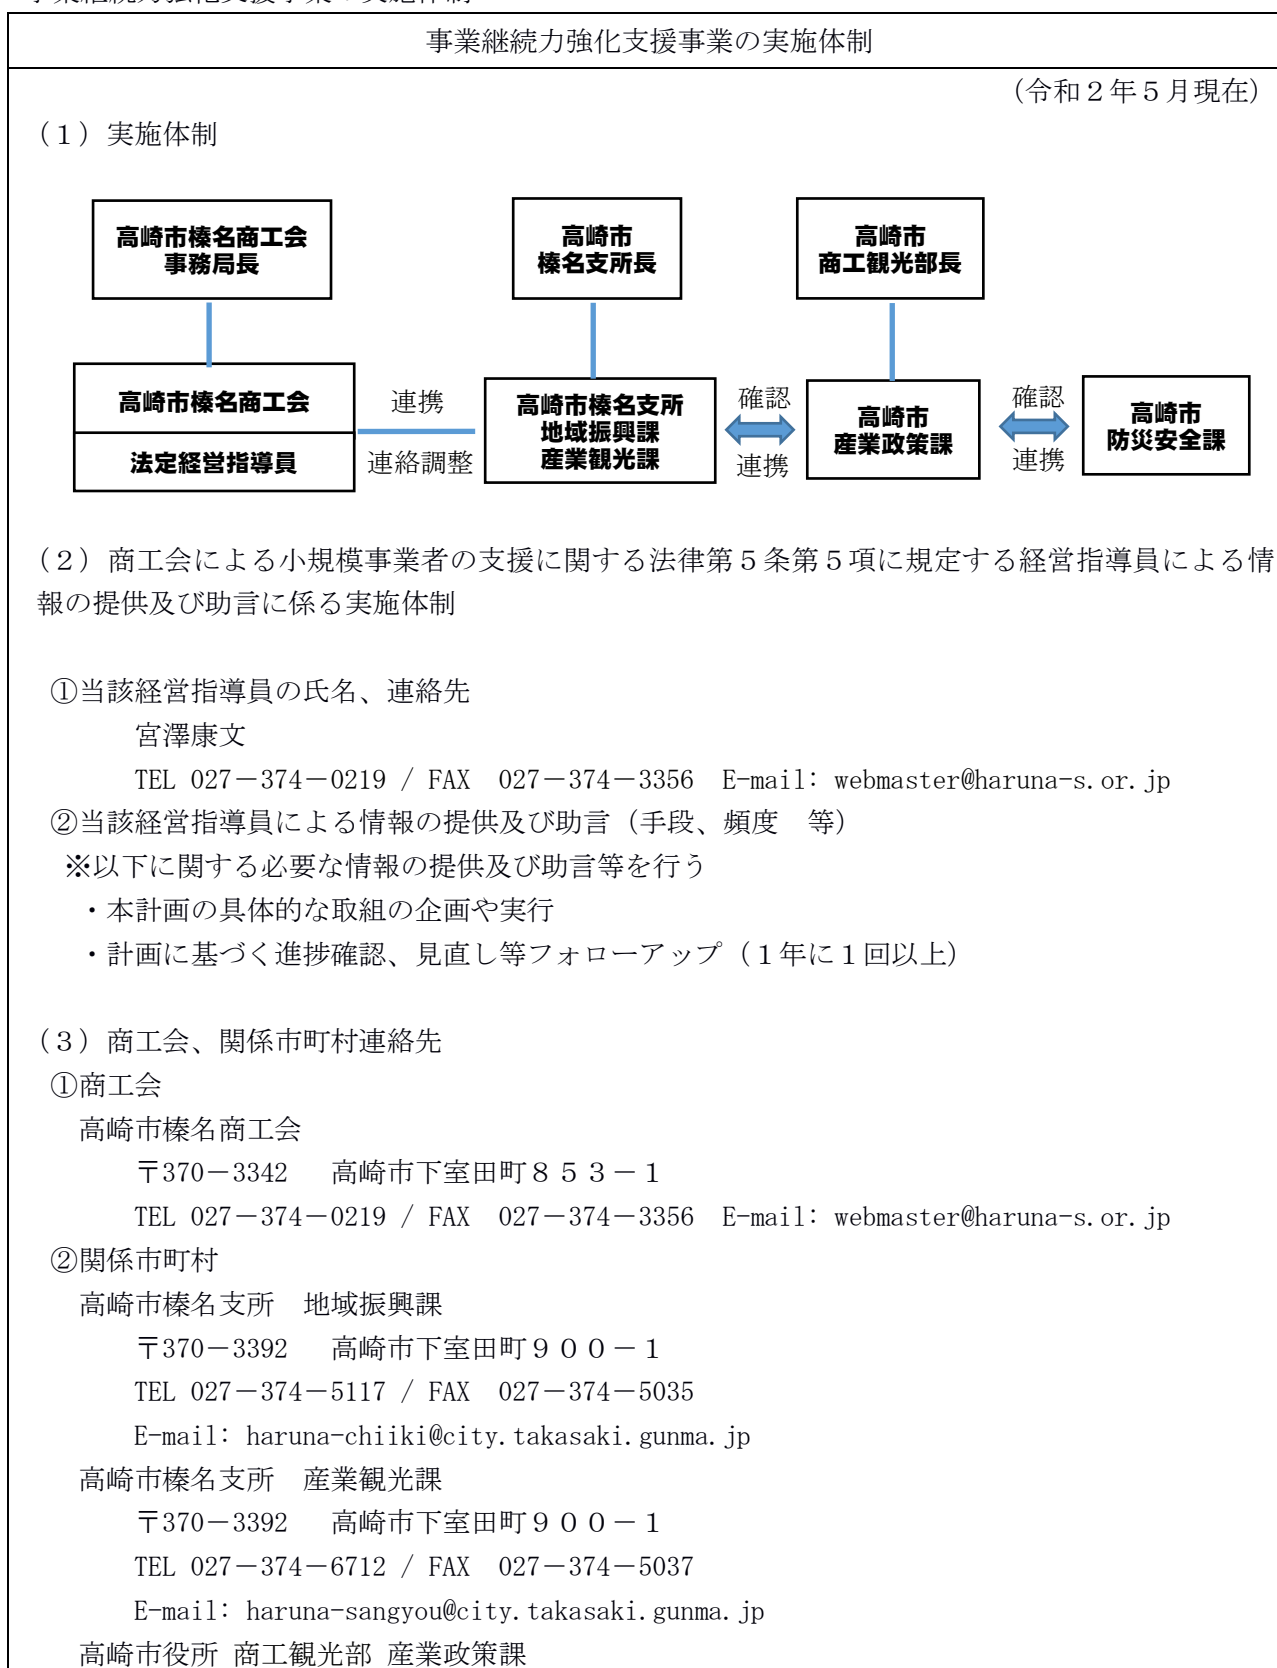 事業継続力強化支援事業の実施体制
事業継続力強化支援事業の実施体制
(令和2年5月現在)
(1)実施体制
高崎市榛名商工会
事務局長
高崎市
榛名支所長
高崎市
商工観光部長
高崎市榛名商工会
法定経営指導員
連携
連絡調整
高崎市榛名支所
地域振興課
産業観光課
確認
連携
高崎市
産業政策課
確認
連携
高崎市
防災安全課
(2)商工会による小規模事業者の支援に関する法律第5条第5項に規定する経営指導員による情
報の提供及び助言に係る実施体制
①当該経営指導員の氏名、連絡先
宮澤康文
TEL 027-374-0219 / FAX 027-374-3356 E-mail: webmaster@haruna-s.or.jp
②当該経営指導員による情報の提供及び助言(手段、頻度 等)
※以下に関する必要な情報の提供及び助言等を行う
・本計画の具体的な取組の企画や実行
・計画に基づく進捗確認、見直し等フォローアップ(1年に1回以上)
(3)商工会、関係市町村連絡先
①商工会
高崎市榛名商工会
〒370-3342 高崎市下室田町853-1
TEL 027-374-0219 / FAX 027-374-3356 E-mail: webmaster@haruna-s.or.jp
②関係市町村
高崎市榛名支所 地域振興課
〒370-3392 高崎市下室田町900-1
TEL 027-374-5117 / FAX 027-374-5035
E-mail: haruna-chiiki@city.takasaki.gunma.jp
高崎市榛名支所 産業観光課
〒370-3392 高崎市下室田町900-1
TEL 027-374-6712 / FAX 027-374-5037
E-mail: haruna-sangyou@city.takasaki.gunma.jp
高崎市役所 商工観光部 産業政策課